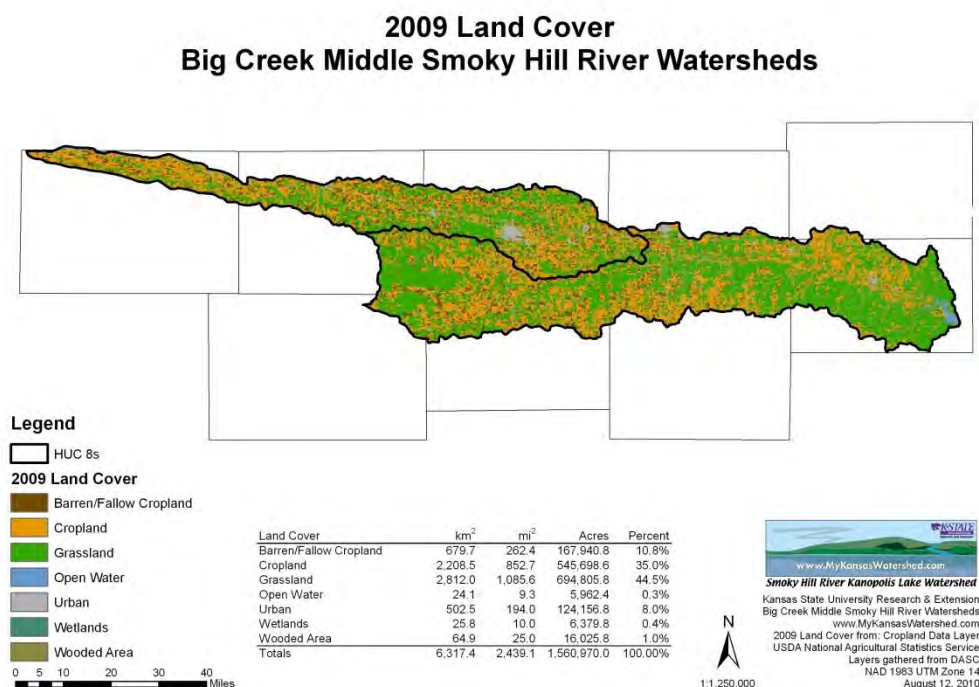 2009 Land Cover
Big Creek Middle Smoky Hill River Watersheds
Legend
HUC 8s
2009 Land Cover
Barren/Fallow Cropland
Cropland
Grassland
Open Water
Urban
Wetlands
Wooded Area
0 5 10 20 30 40
Miles
Land Cover km² mi² Acres Percent
Barren/Fallow Cropland 679.7 262.4 167,940.8 10.8%
Cropland 2,208.5 852.7 545,698.6 35.0%
Grassland 2,812.0 1,085.6 694,805.8 44.5%
Open Water 24.1 9.3 5,962.4 0.3%
Urban 502.5 194.0 124,156.8 8.0%
Wetlands 25.8 10.0 6,379.8 0.4%
Wooded Area 64.9 25.0 16,025.8 1.0%
Totals 6,317.4 2,439.1 1,560,970.0 100.00%
N
1:1,250,000
K-STATE
www.MyKansasWatershed.com
Smoky Hill River Kanopolis Lake Watershed
Kansas State University Research & Extension
Big Creek Middle Smoky Hill River Watersheds
www.MyKansasWatershed.com
2009 Land Cover from: Cropland Data Layer
USDA National Agricultural Statistics Service
Layers gathered from DASC
NAD 1983 UTM Zone 14
August 12, 2010